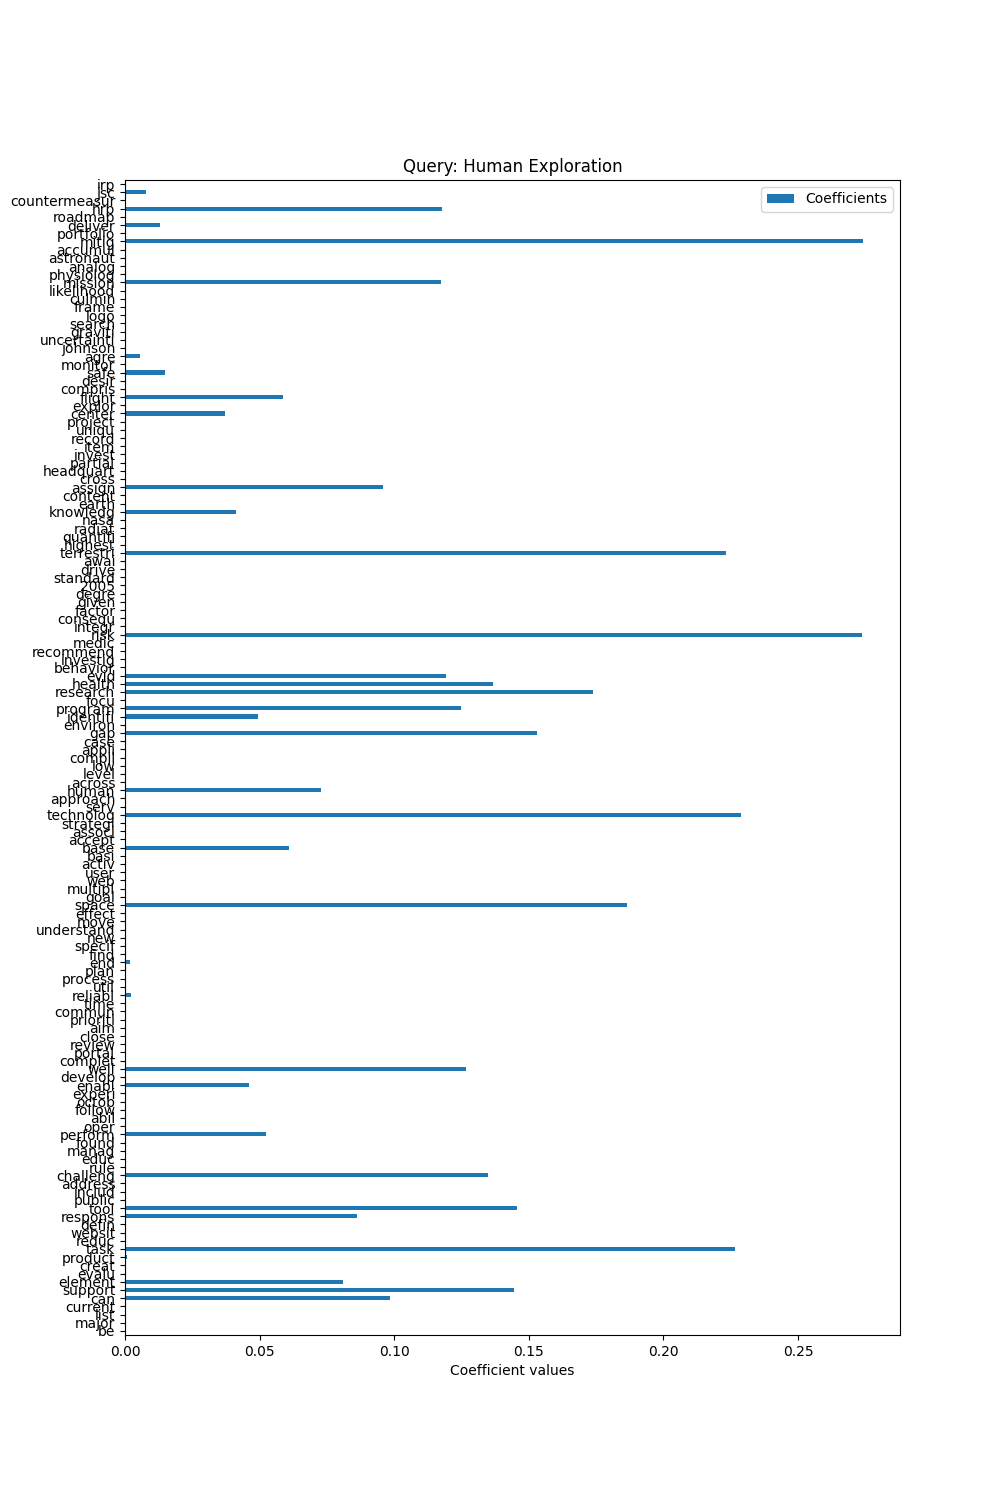 Query: Human Exploration
Coefficients
irp
jsc
countermeasur
hrp
roadmap
deliver
portfolio
mitig
accumul
astronaut
analog
physiolog
mission
likelihood
culmin
frame
logo
search
graviti
uncertainti
johnson
agre
monitor
safe
desir
compris
flight
explor
center
project
uniqu
record
item
invest
partial
headquart
cross
assign
content
earth
knowledg
nasa
radiat
quantifi
highest
terrestri
awai
drive
standard
2005
degre
given
factor
consequ
integr
risk
medic
recommend
investig
behavior
evid
health
research
focu
program
identifi
environ
gap
case
appli
compil
low
level
across
human
approach
serv
technolog
strategi
associ
accept
base
basi
activ
user
web
multipl
goal
space
effect
move
understand
new
specif
find
end
plan
process
util
reliabl
time
commun
prioriti
aim
close
review
portal
complet
well
develop
enabl
experi
octob
follow
abil
oper
perform
found
manag
educ
rule
challeng
address
includ
public
tool
respons
defin
websit
reduc
task
product
creat
evalu
element
support
can
current
list
major
be
0.00 0.05 0.10 0.15 0.20 0.25
Coefficient values